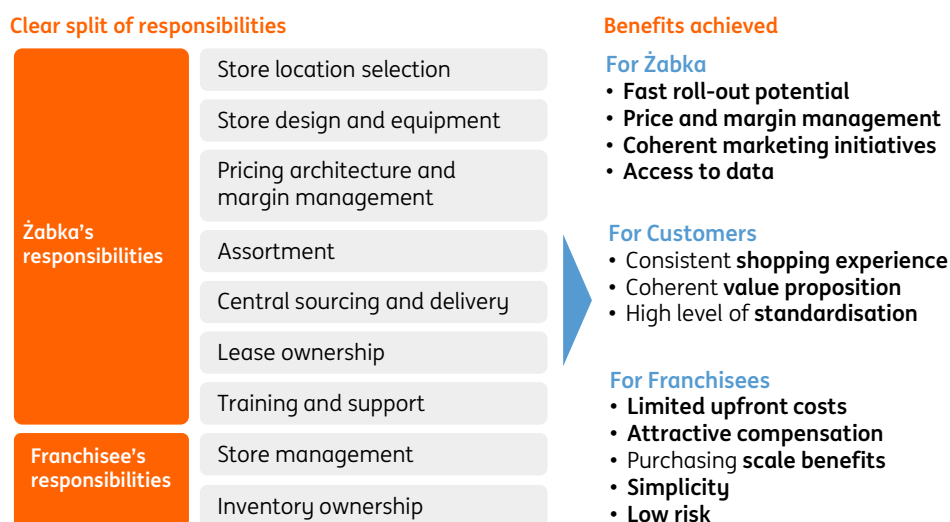 Clear split of responsibilities
Żabka's
responsibilities
Store location selection
Store design and equipment
Pricing architecture and
margin management
Assortment
Central sourcing and delivery
Lease ownership
Training and support
Franchisee's
responsibilities
Store management
Inventory ownership
Benefits achieved
For Żabka
• Fast roll-out potential
• Price and margin management
• Coherent marketing initiatives
• Access to data
For Customers
• Consistent shopping experience
• Coherent value proposition
• High level of standardisation
For Franchisees
• Limited upfront costs
• Attractive compensation
• Purchasing scale benefits
• Simplicity
• Low risk